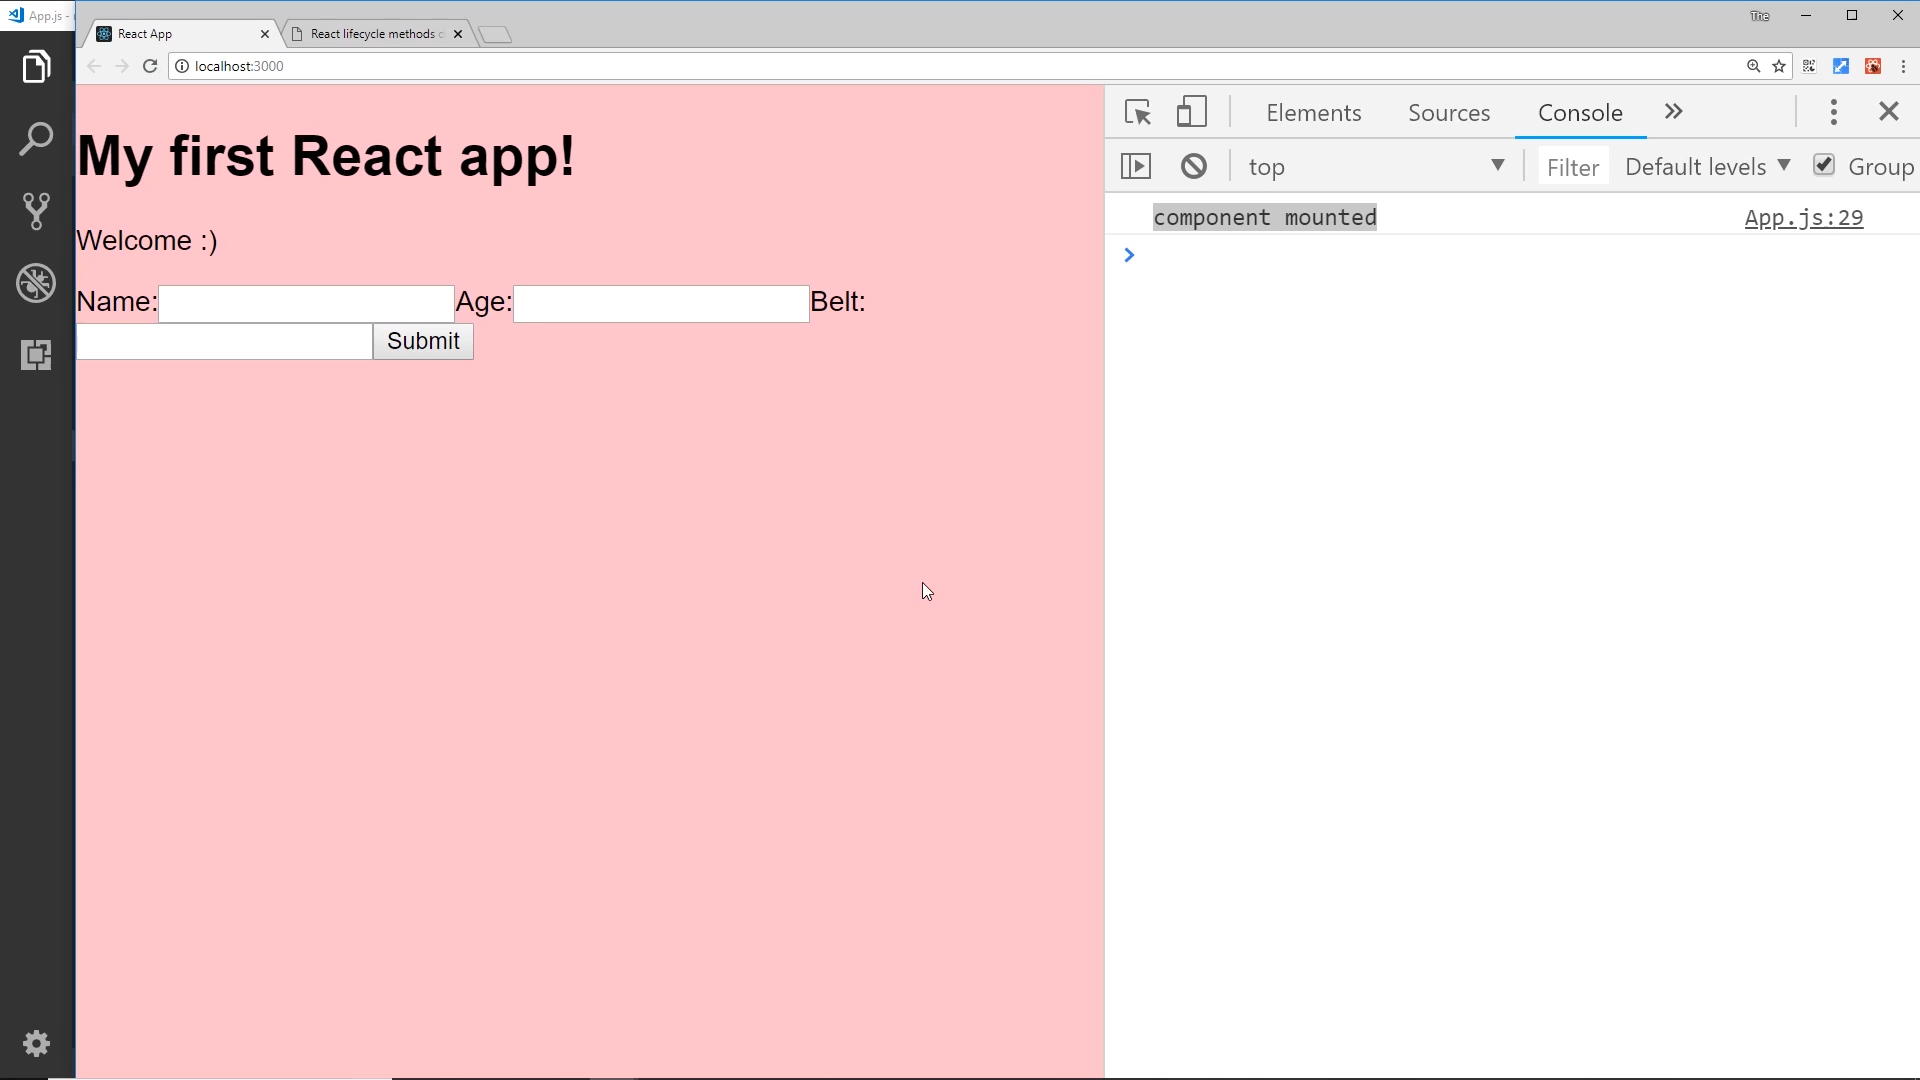 App.js -
React App
React lifecycle methods
The
localhost:3000
My first React app!
Welcome :)
Name:
Age:
Belt:
Submit
Elements
Sources
Console
top
Filter
Default levels
Group
component mounted
App.js:29